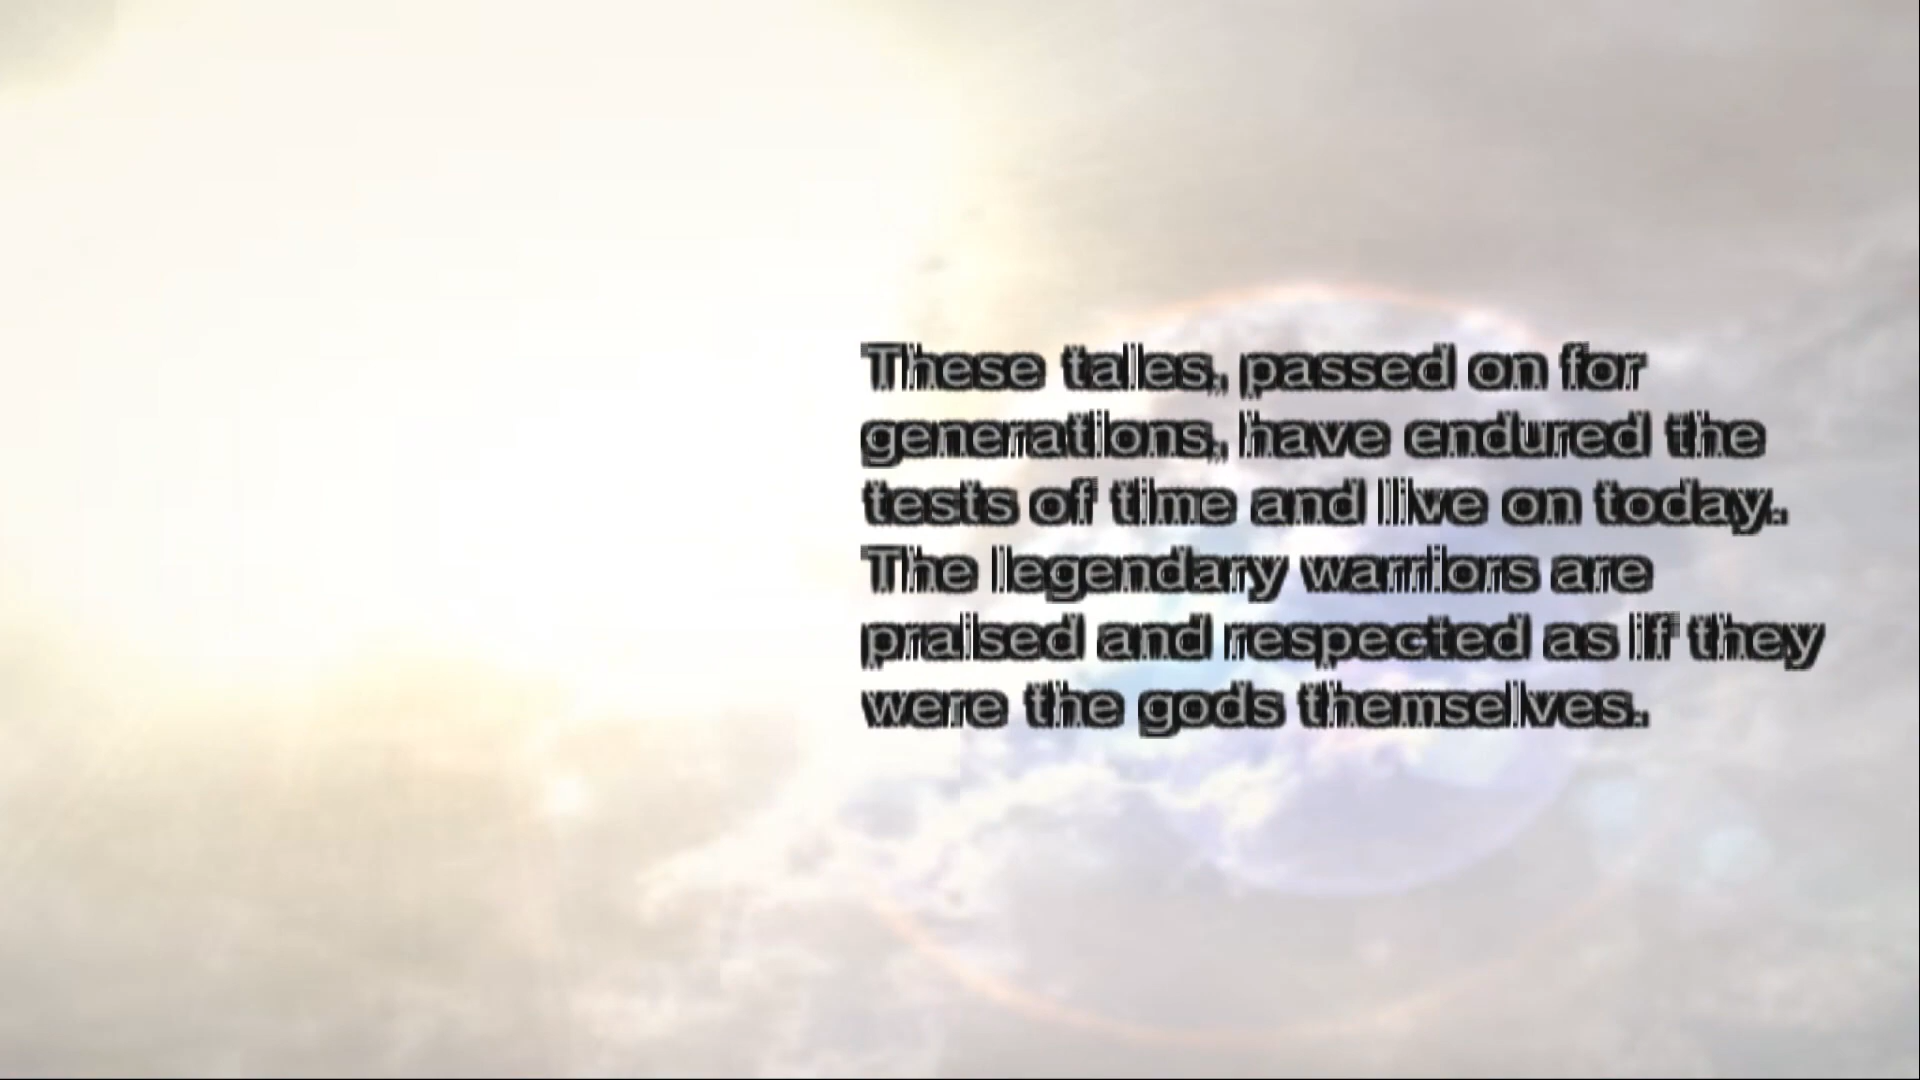 These tales, passed on for
generations, have endured the
tests of time and live on today.
The legendary warriors are
praised and respected as if they
were the gods themselves.